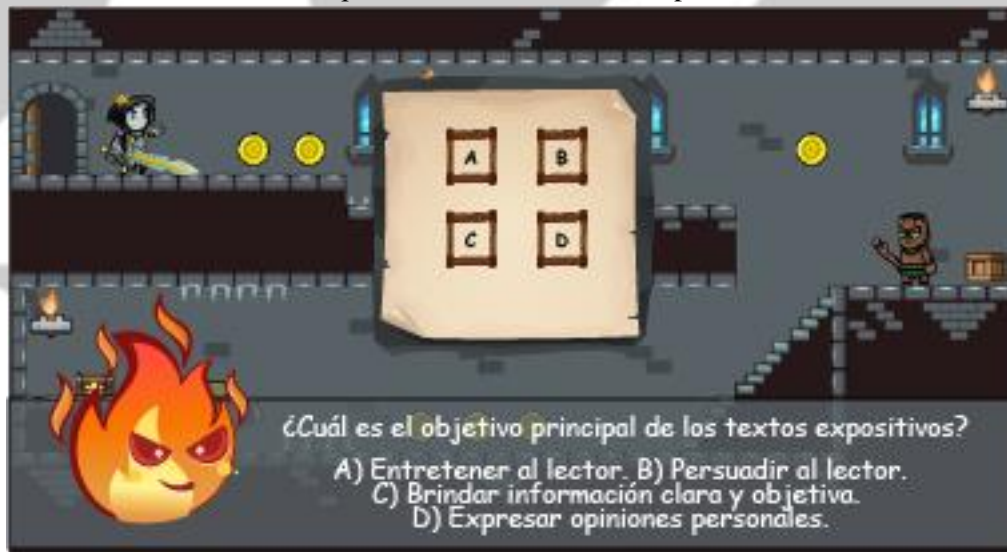 A B
C D
¿Cuál es el objetivo principal de los textos expositivos?
A) Entretener al lector. B) Persuadir al lector.
C) Brindar información clara y objetiva.
D) Expresar opiniones personales.